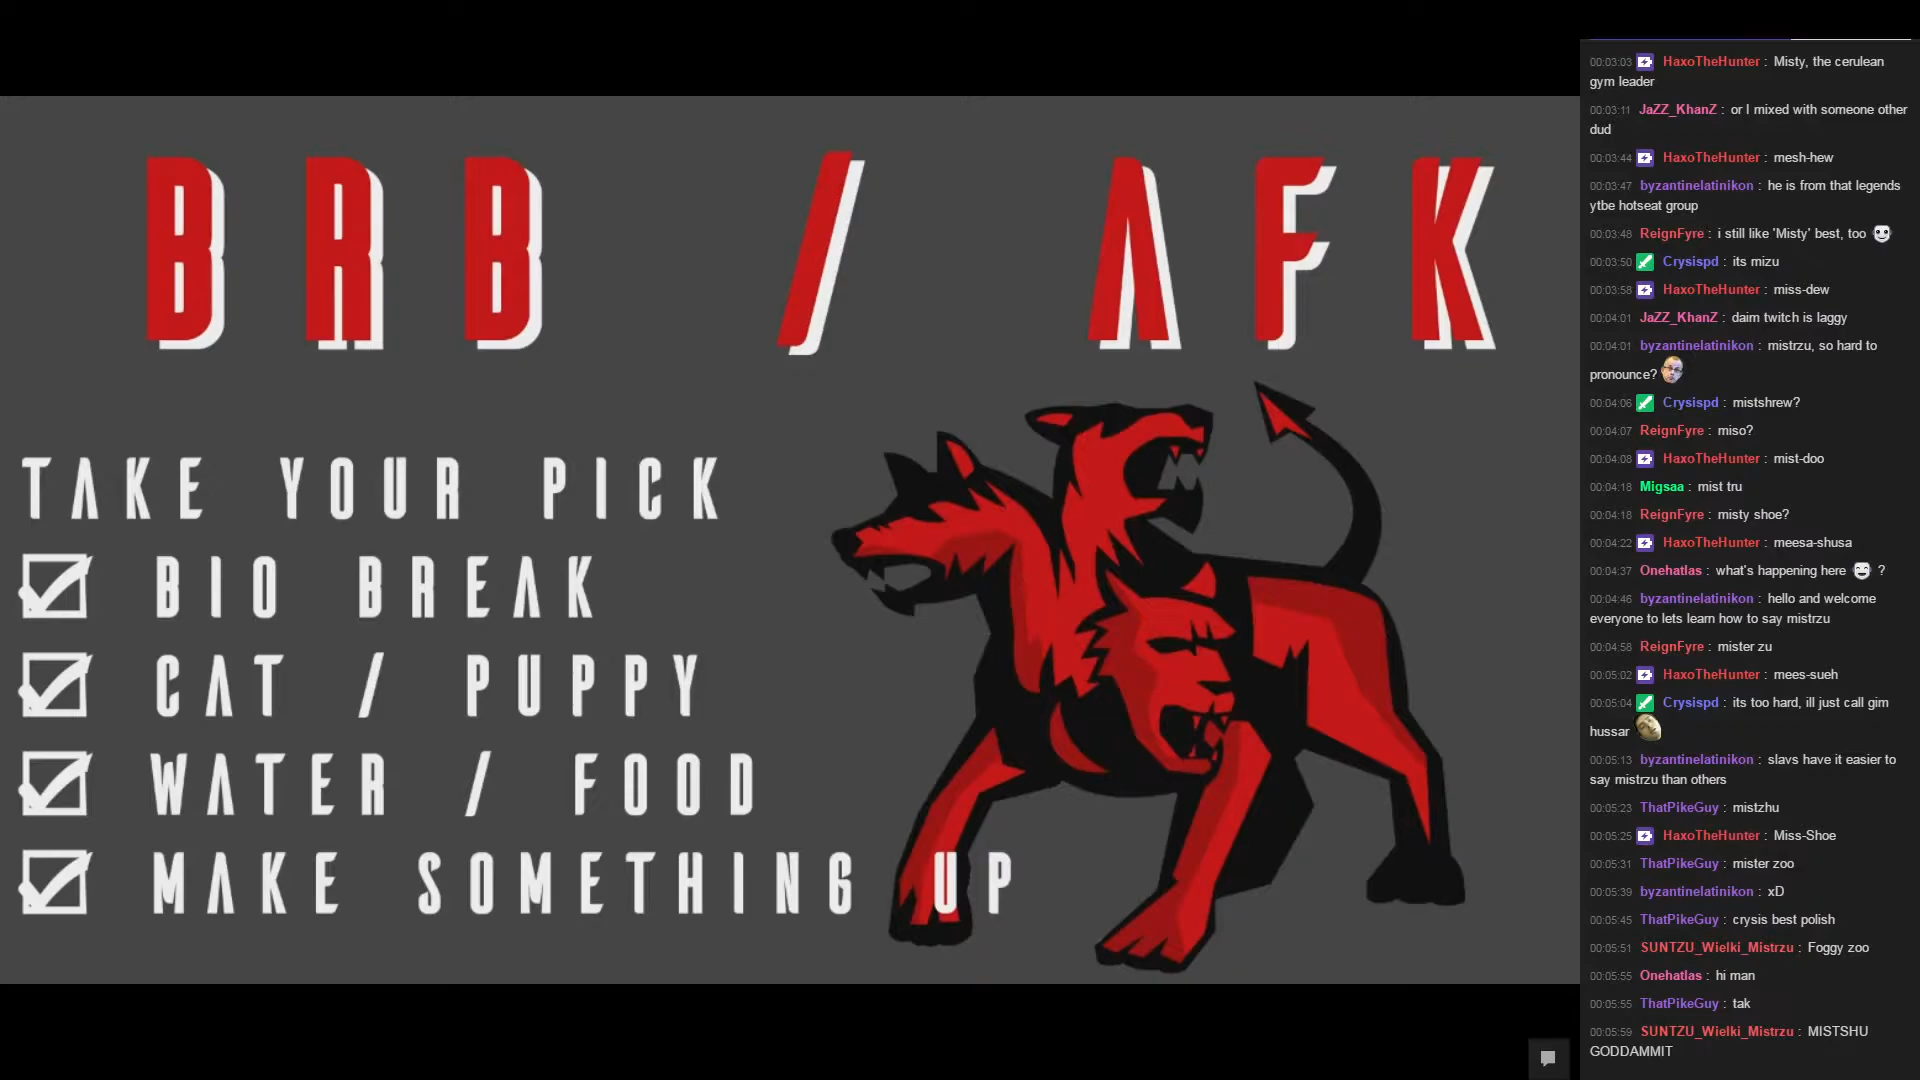 BRB / AFK
TAKE YOUR PICK
BIO BREAK
CAT / PUPPY
WATER / FOOD
MAKE SOMETHING UP
00:03:03 HaxoTheHunter : Misty, the cerulean
gym leader
00:03:11 JaZZ_KhanZ : or I mixed with someone other
dud
00:03:44 HaxoTheHunter : mesh-hew
00:03:47 byzantinelatinikon : he is from that legends
ytbe hotseat group
00:03:48 ReignFyre : i still like 'Misty' best, too
00:03:50 Crysispd : its mizu
00:03:58 HaxoTheHunter : miss-dew
00:04:01 JaZZ_KhanZ : daim twitch is laggy
00:04:01 byzantinelatinikon : mistrzu, so hard to
pronounce?
00:04:06 Crysispd : mistshrew?
00:04:07 ReignFyre : miso?
00:04:08 HaxoTheHunter : mist-doo
00:04:18 Migsaa : mist tru
00:04:18 ReignFyre : misty shoe?
00:04:22 HaxoTheHunter : meesa-shusa
00:04:37 Onehatlas : what's happening here ?
00:04:46 byzantinelatinikon : hello and welcome
everyone to lets learn how to say mistrzu
00:04:58 ReignFyre : mister zu
00:05:02 HaxoTheHunter : mees-sueh
00:05:04 Crysispd : its too hard, ill just call gim
hussar
00:05:13 byzantinelatinikon : slavs have it easier to
say mistrzu than others
00:05:23 ThatPikeGuy : mistzhu
00:05:25 HaxoTheHunter : Miss-Shoe
00:05:31 ThatPikeGuy : mister zoo
00:05:39 byzantinelatinikon : xD
00:05:45 ThatPikeGuy : crysis best polish
00:05:51 SUNTZU_Wielki_Mistrzu : Foggy zoo
00:05:55 Onehatlas : hi man
00:05:55 ThatPikeGuy : tak
00:05:59 SUNTZU_Wielki_Mistrzu : MISTSHU
GODDAMMIT